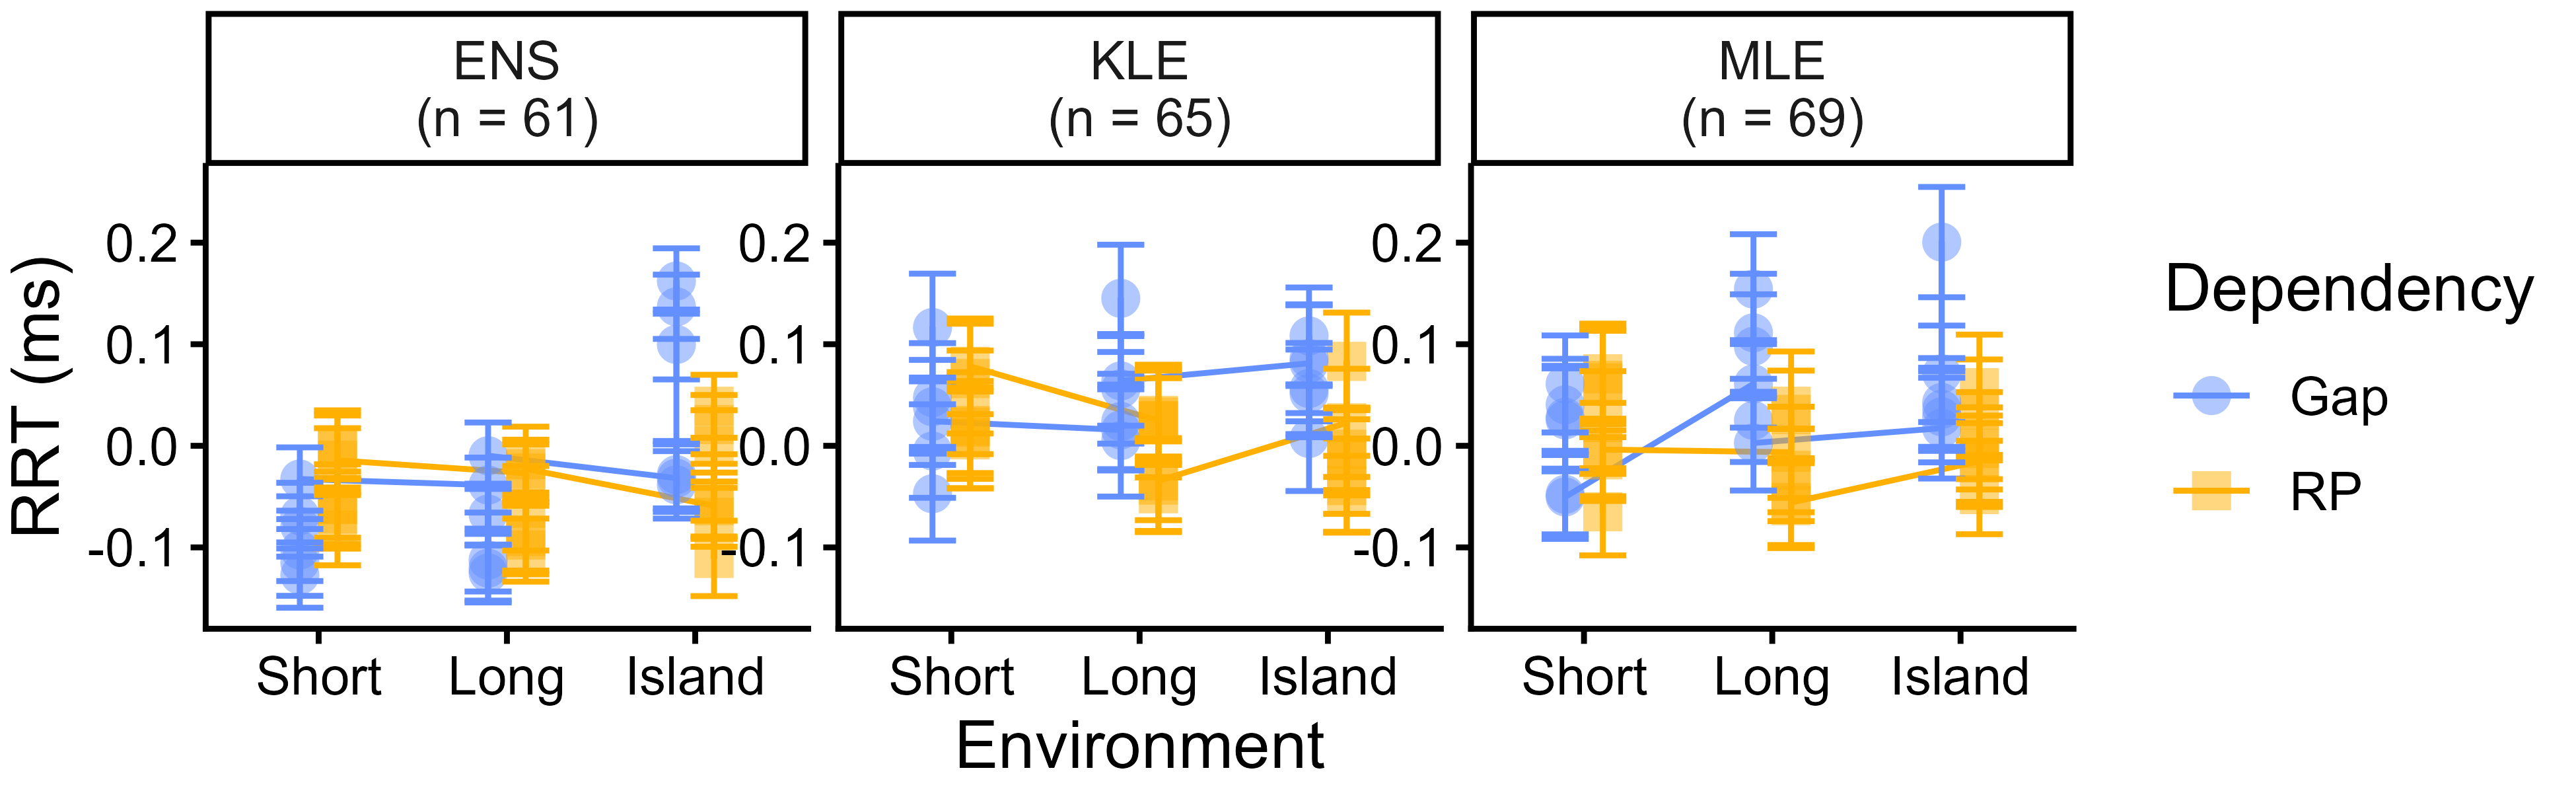 ENS
(n = 61)
KLE
(n = 65)
MLE
(n = 69)
RRT (ms)
0.2
0.1
0.0
-0.1
0.2
0.1
0.0
-0.1
0.2
0.1
0.0
-0.1
Short Long Island
Short Long Island
Short Long Island
Environment
Dependency
Gap
RP